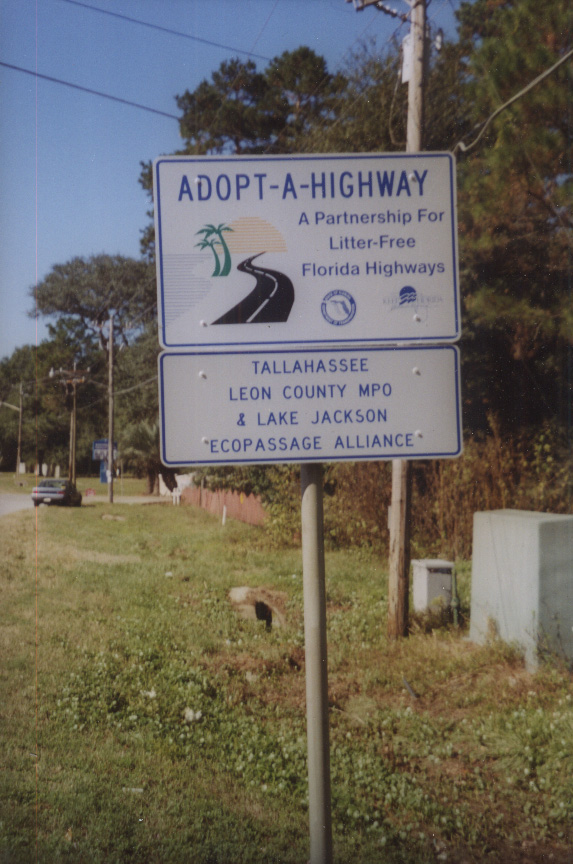 ADOPT-A-HIGHWAY
A Partnership For
Litter-Free
Florida Highways
TALLAHASSEE
LEON COUNTY MPO
& LAKE JACKSON
ECOPASSAGE ALLIANCE